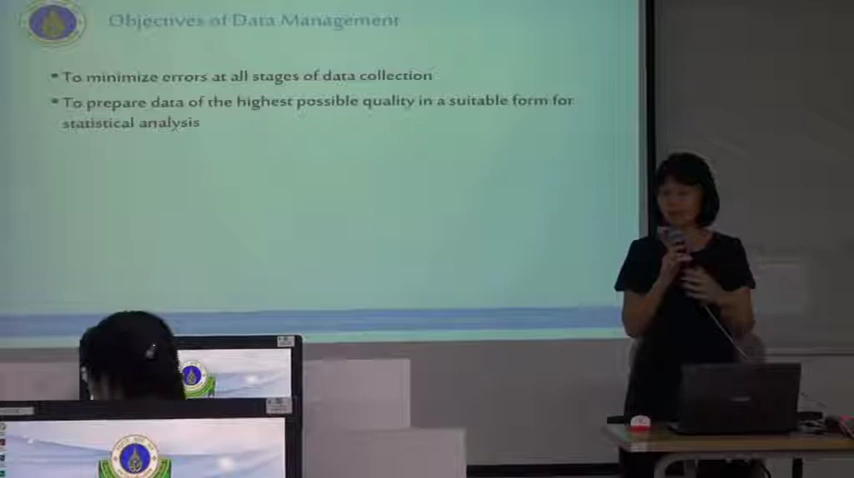 Objectives of Data Management
▪ To minimize errors at all stages of data collection
▪ To prepare data of the highest possible quality in a suitable form for
statistical analysis